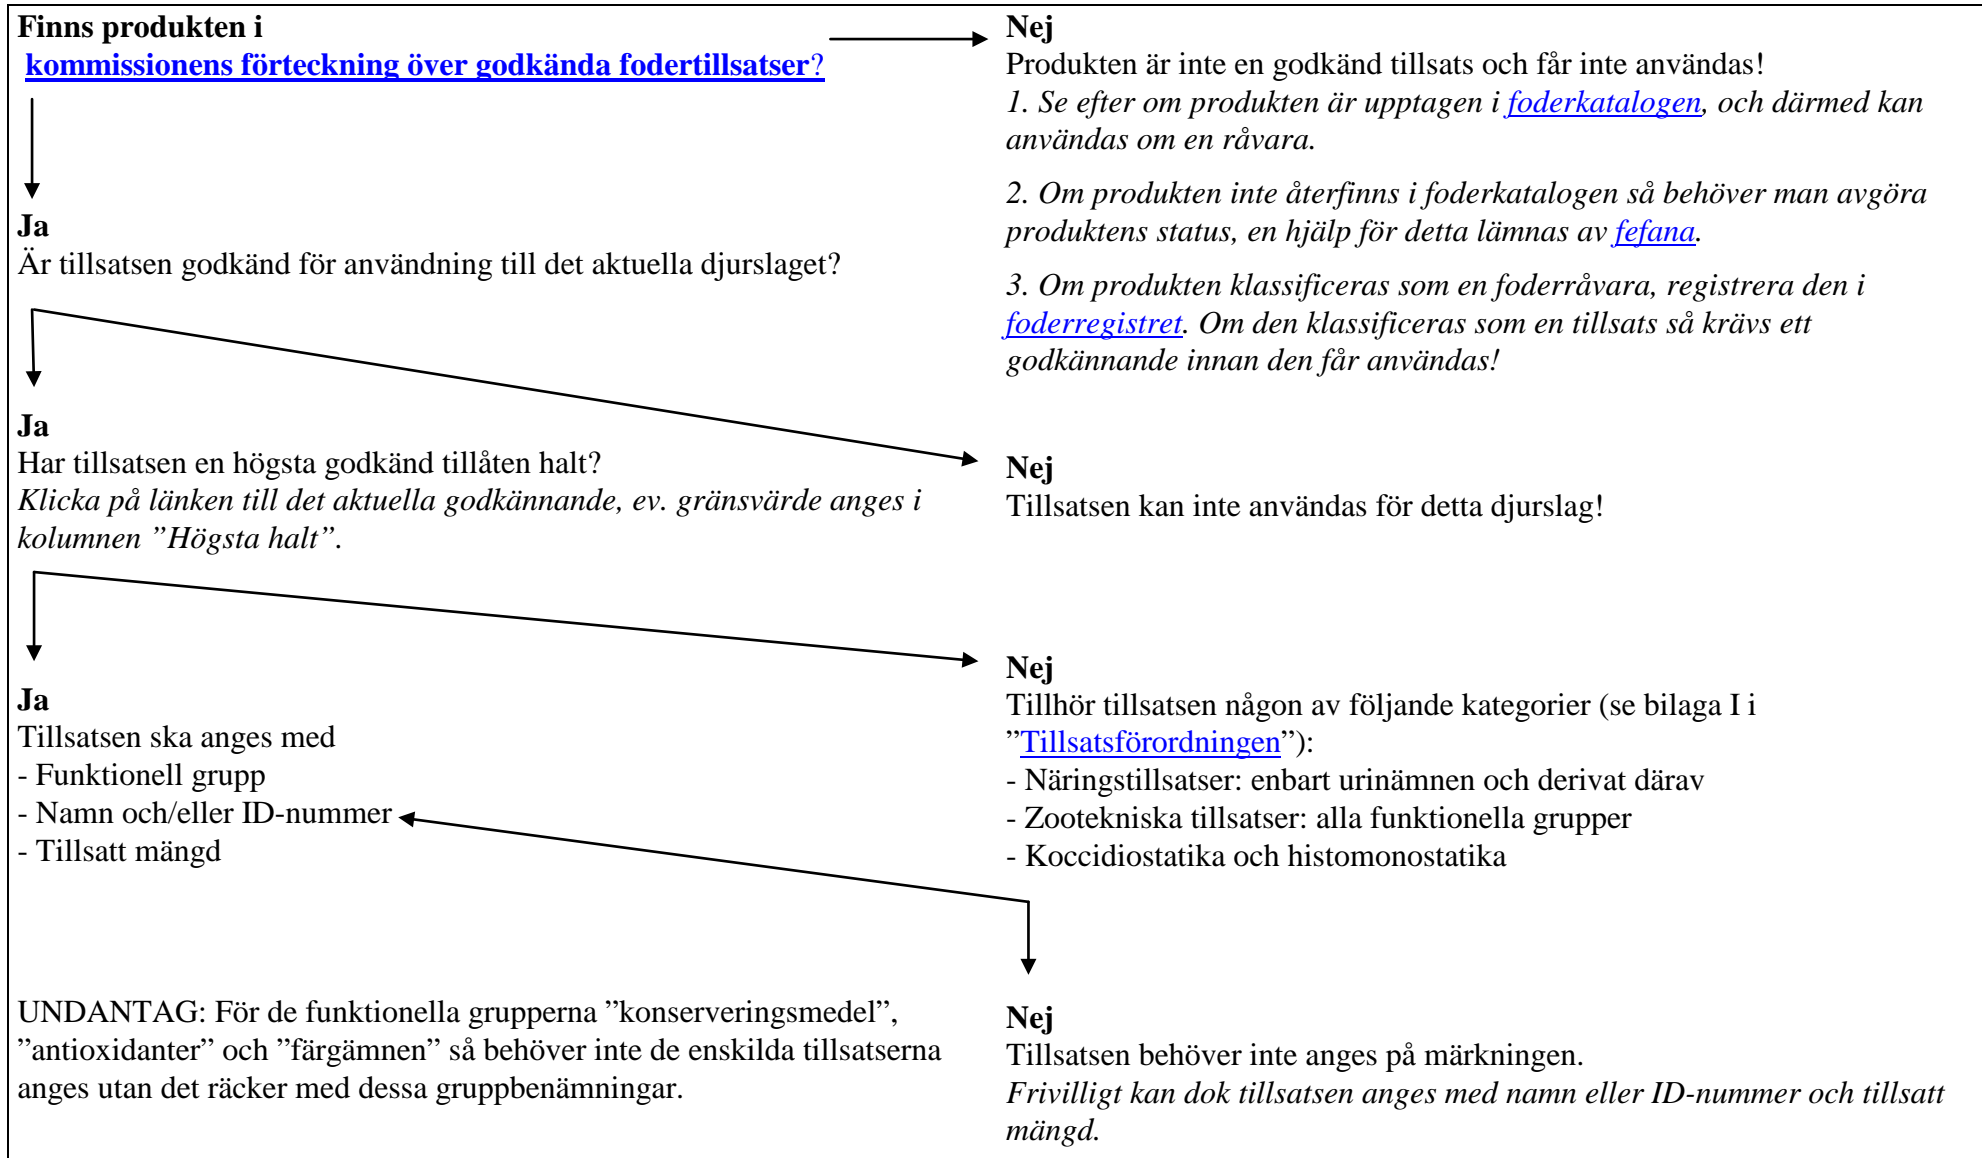 Finns produkten i
kommissionens förteckning över godkända fodertillsatser?
Nej
Produkten är inte en godkänd tillsats och får inte användas!
1. Se efter om produkten är upptagen i foderkatalogen, och därmed kan
användas om en råvara.
2. Om produkten inte återfinns i foderkatalogen så behöver man avgöra
produktens status, en hjälp för detta lämnas av fefana.
3. Om produkten klassificeras som en foderråvara, registrera den i
foderregistret. Om den klassificeras som en tillsats så krävs ett
godkännande innan den får användas!
Ja
Är tillsatsen godkänd för användning till det aktuella djurslaget?
Ja
Har tillsatsen en högsta godkänd tillåten halt?
Klicka på länken till det aktuella godkännande, ev. gränsvärde anges i
kolumnen ”Högsta halt”.
Nej
Tillsatsen kan inte användas för detta djurslag!
Ja
Tillsatsen ska anges med
- Funktionell grupp
- Namn och/eller ID-nummer
- Tillsatt mängd
Nej
Tillhör tillsatsen någon av följande kategorier (se bilaga I i
”Tillsatsförordningen”):
- Näringstillsatser: enbart urinämnen och derivat därav
- Zootekniska tillsatser: alla funktionella grupper
- Koccidiostatika och histomonostatika
UNDANTAG: För de funktionella grupperna ”konserveringsmedel”,
”antioxidanter” och ”färgämnen” så behöver inte de enskilda tillsatserna
anges utan det räcker med dessa gruppbenämningar.
Nej
Tillsatsen behöver inte anges på märkningen.
Frivilligt kan dok tillsatsen anges med namn eller ID-nummer och tillsatt
mängd.